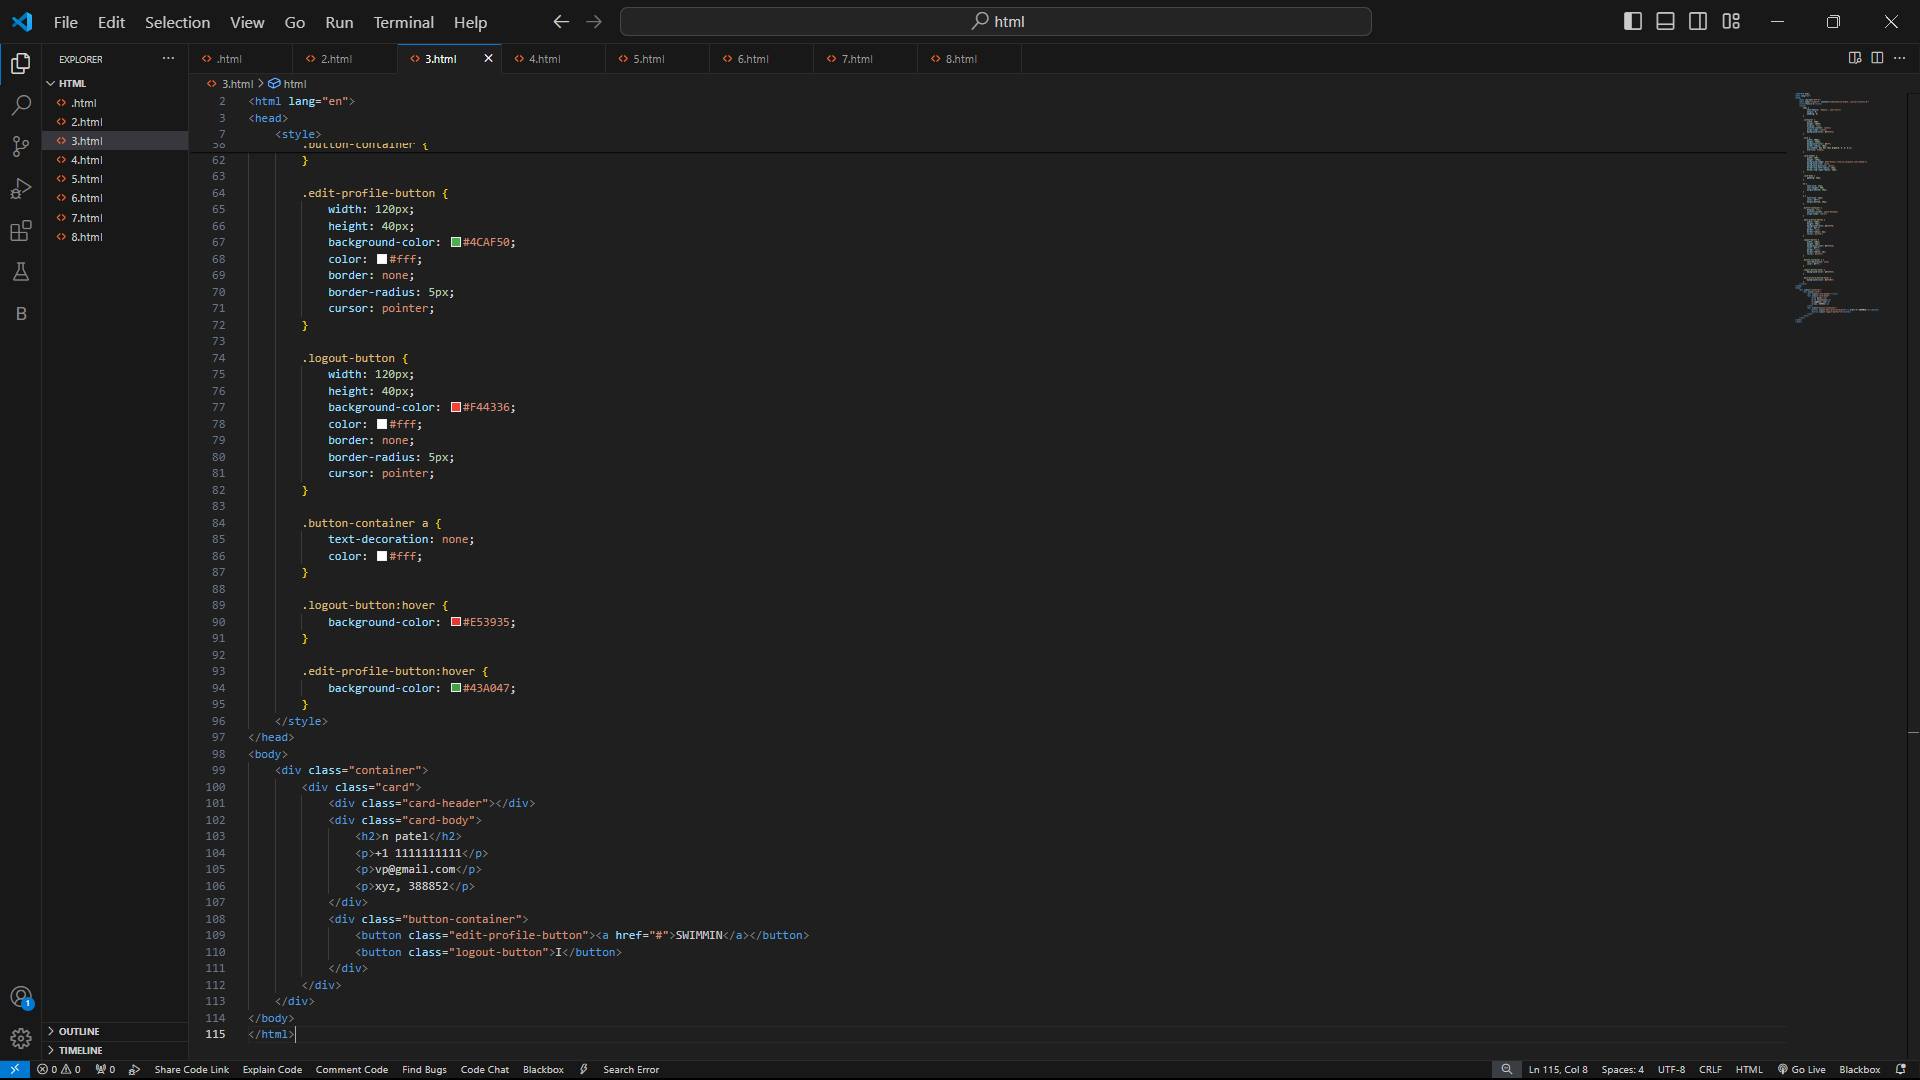 File Edit Selection View Go Run Terminal Help
html
EXPLORER
.html 2.html 3.html 4.html 5.html 6.html 7.html 8.html
HTML
.html
2.html
3.html
4.html
5.html
6.html
7.html
8.html
3.html > html
2 <html lang="en">
3 <head>
7 <style>
58 .button-container {
62 }
63
64 .edit-profile-button {
65 width: 120px;
66 height: 40px;
67 background-color: #4CAF50;
68 color: #fff;
69 border: none;
70 border-radius: 5px;
71 cursor: pointer;
72 }
73
74 .logout-button {
75 width: 120px;
76 height: 40px;
77 background-color: #F44336;
78 color: #fff;
79 border: none;
80 border-radius: 5px;
81 cursor: pointer;
82 }
83
84 .button-container a {
85 text-decoration: none;
86 color: #fff;
87 }
88
89 .logout-button:hover {
90 background-color: #E53935;
91 }
92
93 .edit-profile-button:hover {
94 background-color: #43A047;
95 }
96 </style>
97 </head>
98 <body>
99 <div class="container">
100 <div class="card">
101 <div class="card-header"></div>
102 <div class="card-body">
103 <h2>n patel</h2>
104 <p>+1 1111111111</p>
105 <p>vp@gmail.com</p>
106 <p>xyz, 388852</p>
107 </div>
108 <div class="button-container">
109 <button class="edit-profile-button"><a href="#">SWIMMIN</a></button>
110 <button class="logout-button">I</button>
111 </div>
112 </div>
113 </div>
114 </body>
115 </html>
B
1
OUTLINE
TIMELINE
0 0 0 Share Code Link Explain Code Comment Code Find Bugs Code Chat Blackbox Search Error Ln 115, Col 8 Spaces: 4 UTF-8 CRLF HTML Go Live Blackbox